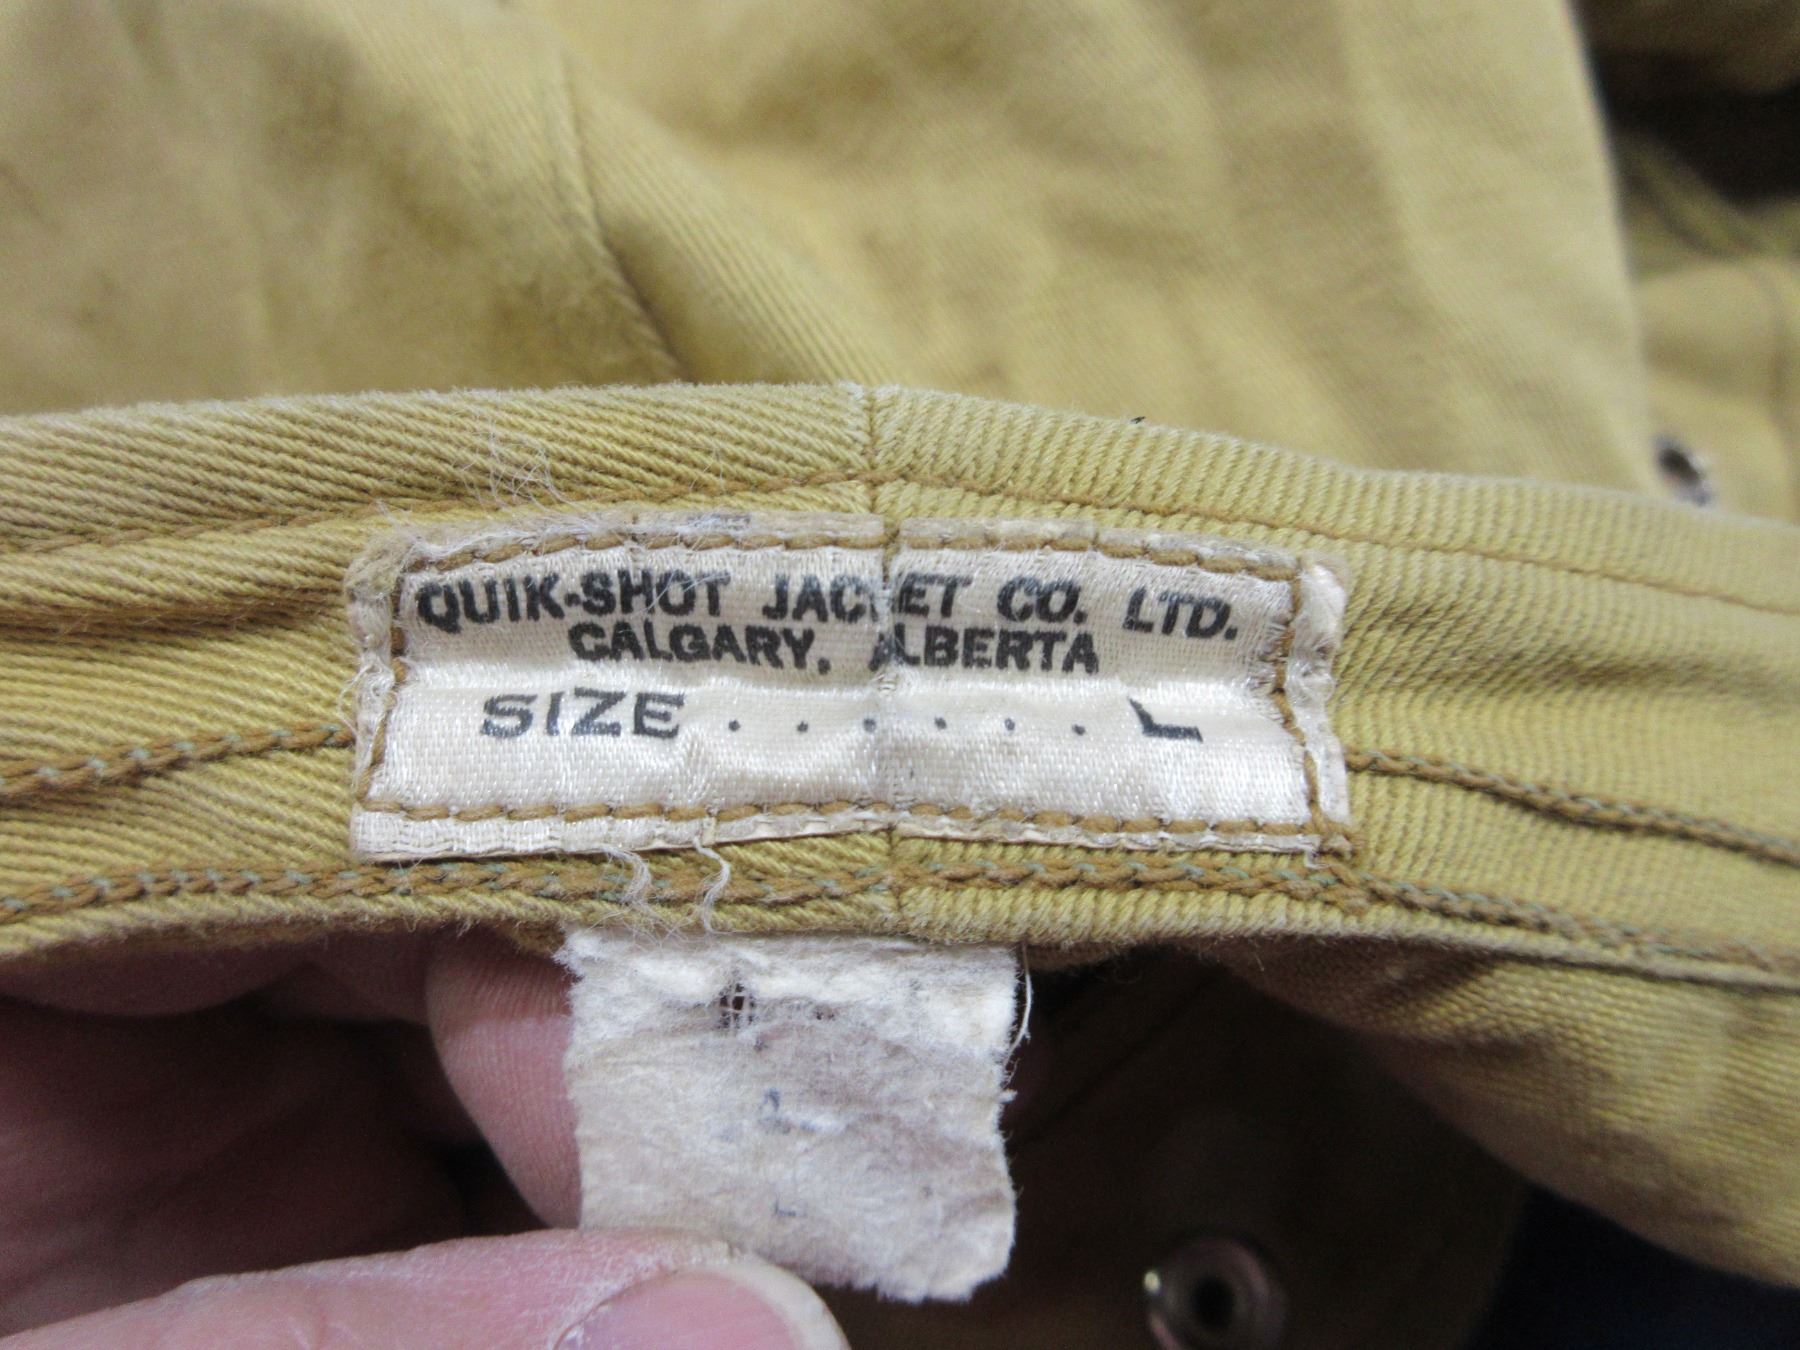 QUIK-SHOT JACKET CO. LTD.
CALGARY, ALBERTA
SIZE . . . . . . L